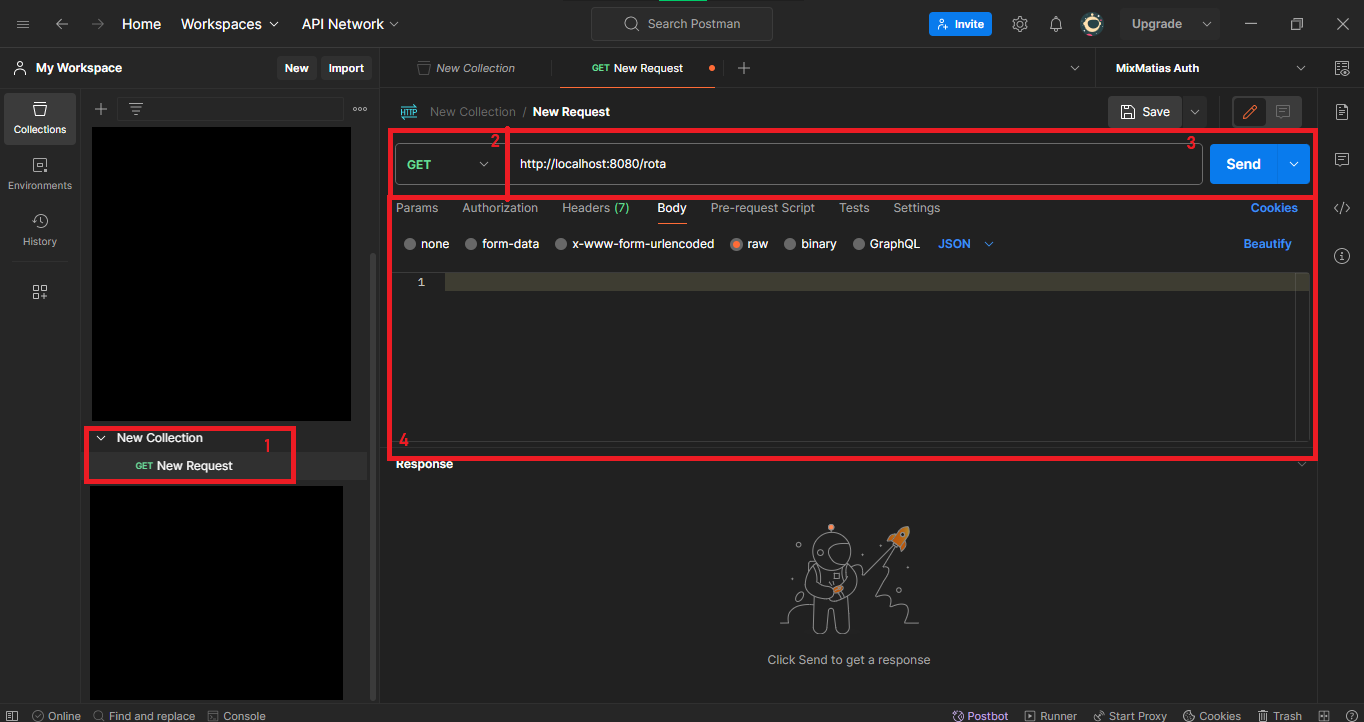 Home Workspaces API Network Search Postman Invite Upgrade
My Workspace New Import New Collection GET New Request MixMatias Auth
Collections
Environments
History
New Collection / New Request Save
2 3
GET http://localhost:8080/rota Send
Params Authorization Headers (7) Body Pre-request Script Tests Settings Cookies
none form-data x-www-form-urlencoded raw binary GraphQL JSON Beautify
1
4
New Collection 1
GET New Request
Response
Click Send to get a response
Online Find and replace Console Postbot Runner Start Proxy Cookies Trash